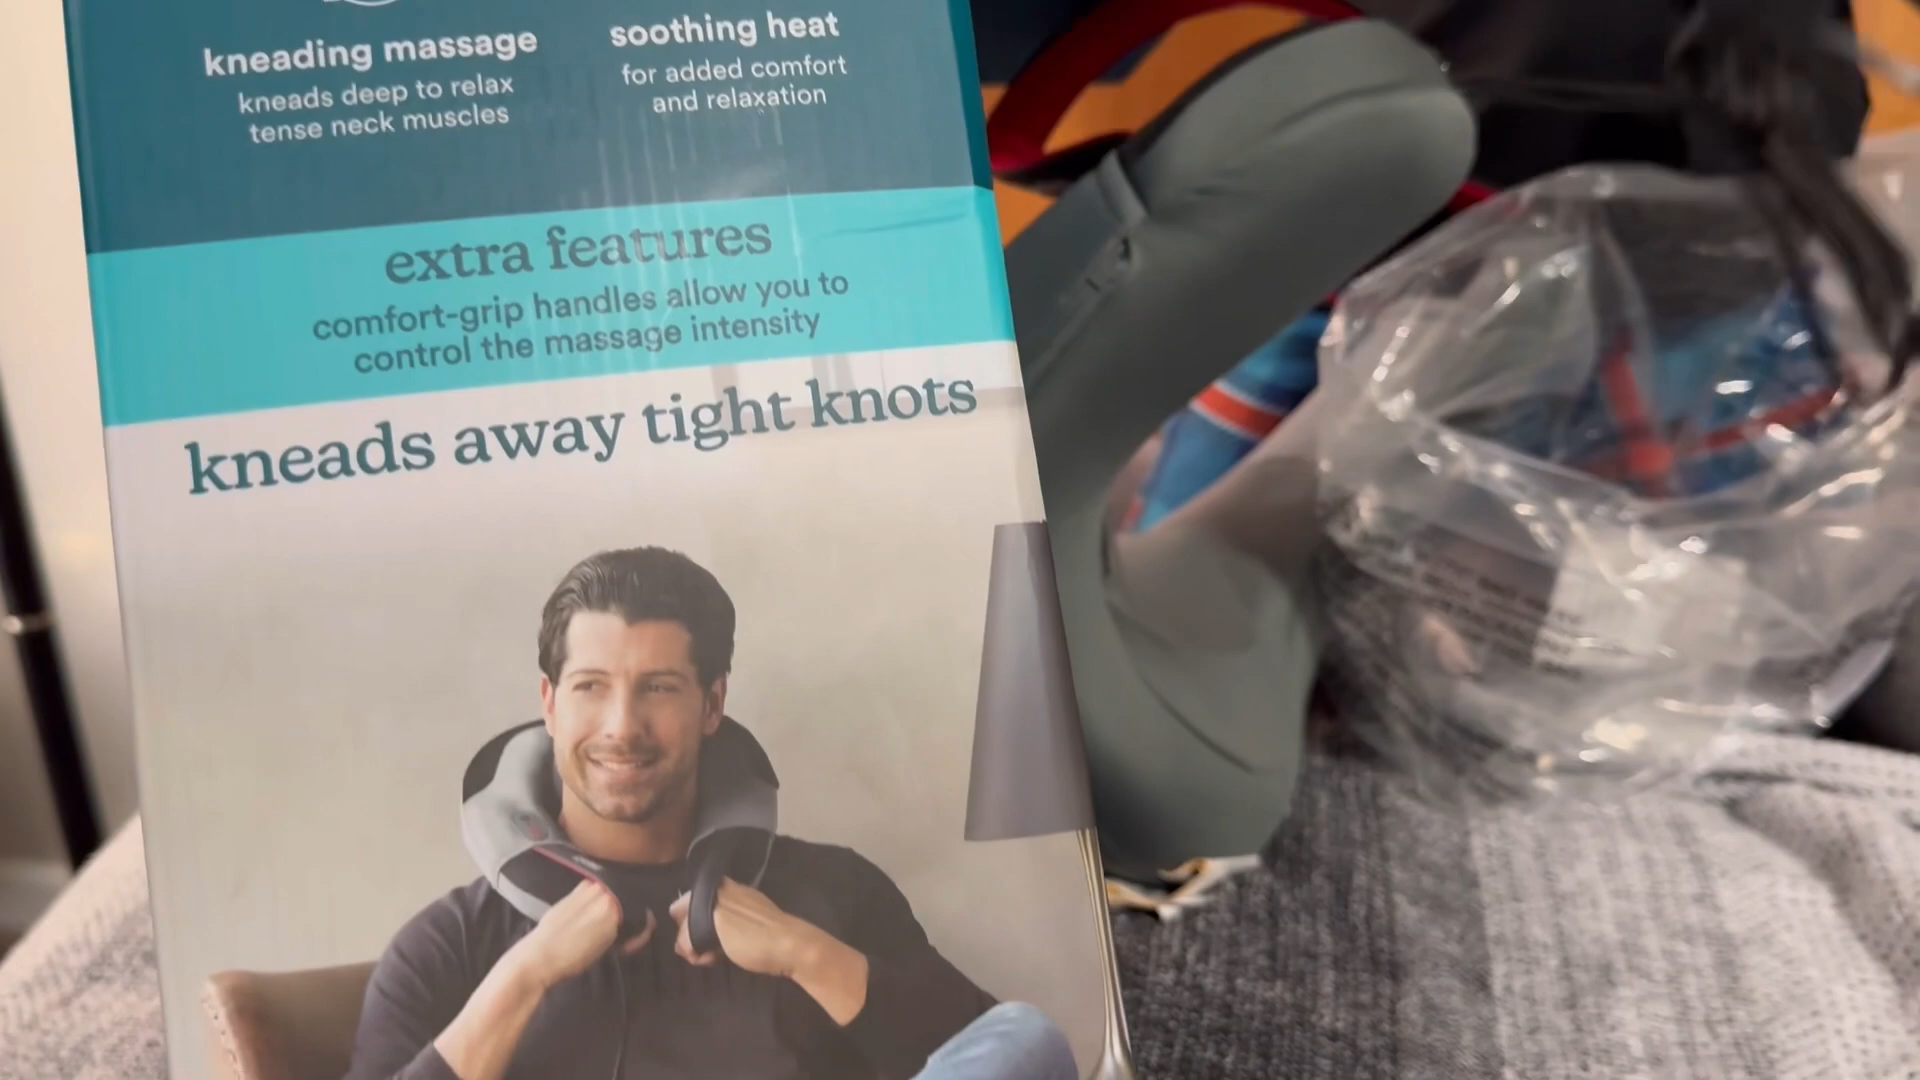 kneading massage
kneads deep to relax
tense neck muscles
soothing heat
for added comfort
and relaxation
extra features
comfort-grip handles allow you to
control the massage intensity
kneads away tight knots